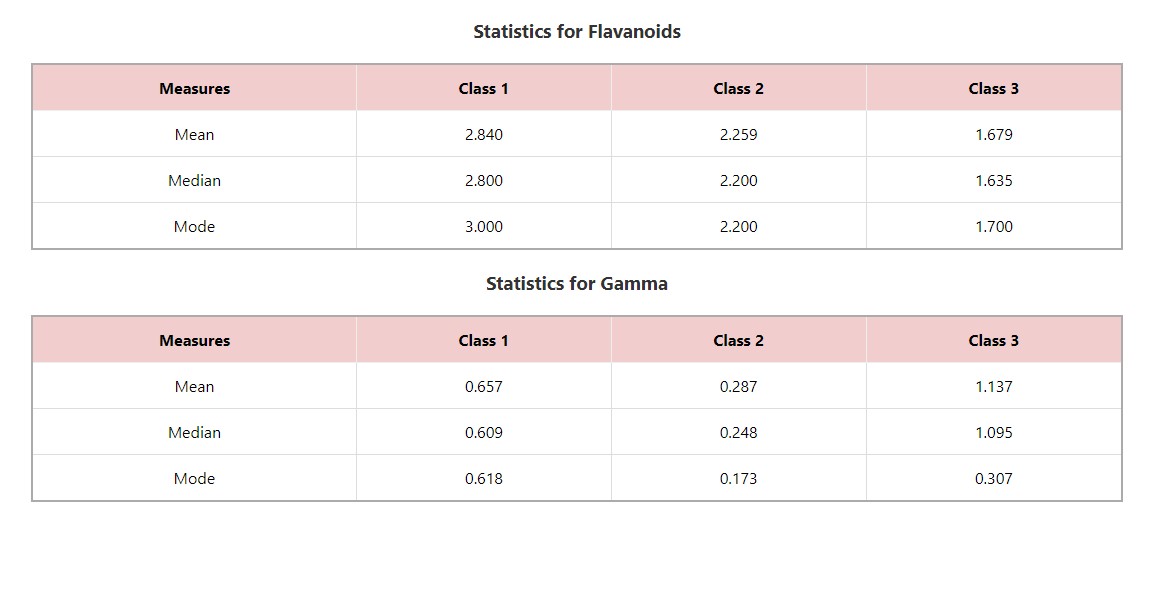 Statistics for Flavanoids
Measures Class 1 Class 2 Class 3
Mean 2.840 2.259 1.679
Median 2.800 2.200 1.635
Mode 3.000 2.200 1.700
Statistics for Gamma
Measures Class 1 Class 2 Class 3
Mean 0.657 0.287 1.137
Median 0.609 0.248 1.095
Mode 0.618 0.173 0.307